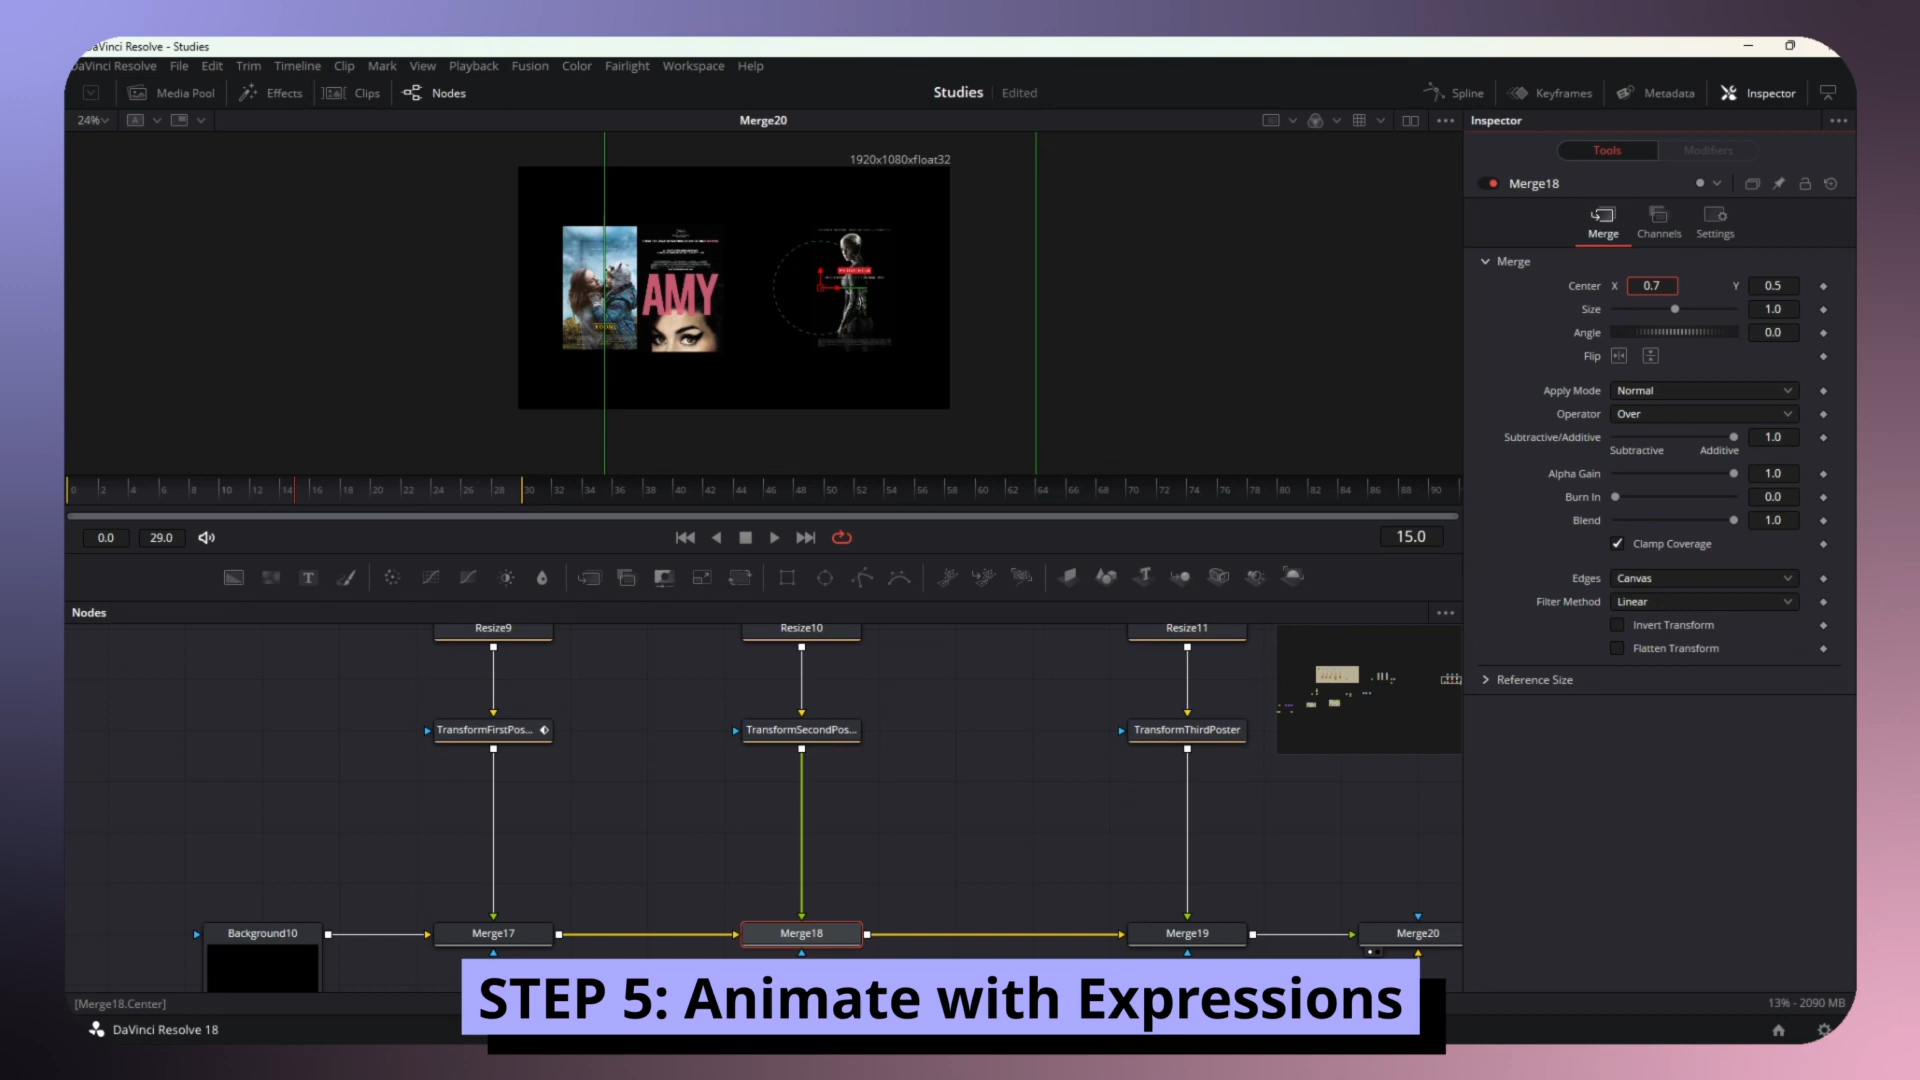 DaVinci Resolve - Studies
DaVinci Resolve File Edit Trim Timeline Clip Mark View Playback Fusion Color Fairlight Workspace Help
Media Pool Effects Clips Nodes Studies Edited Spline Keyframes Metadata Inspector
24% A Merge20 Inspector
1920x1080xfloat32
Tools Modifiers
Merge18
Merge Channels Settings
Merge
Center X 0.7 Y 0.5
Size 1.0
Angle 0.0
Flip
Apply Mode Normal
Operator Over
Subtractive/Additive 1.0
Subtractive Additive
Alpha Gain 1.0
Burn In 0.0
Blend 1.0
Clamp Coverage
Edges Canvas
Filter Method Linear
Invert Transform
Flatten Transform
Reference Size
AMY
0 2 4 6 8 10 12 14 16 18 20 22 24 26 28 30 32 34 36 38 40 42 44 46 48 50 52 54 56 58 60 62 64 66 68 70 72 74 76 78 80 82 84 86 88 90
0.0 29.0 15.0
T T
Nodes
Resize9 Resize10 Resize11
TransformFirstPos... TransformSecondPos... TransformThirdPoster
Background10 Merge17 Merge18 Merge19 Merge20
STEP 5: Animate with Expressions
[Merge18.Center] 13% - 2090 MB
DaVinci Resolve 18